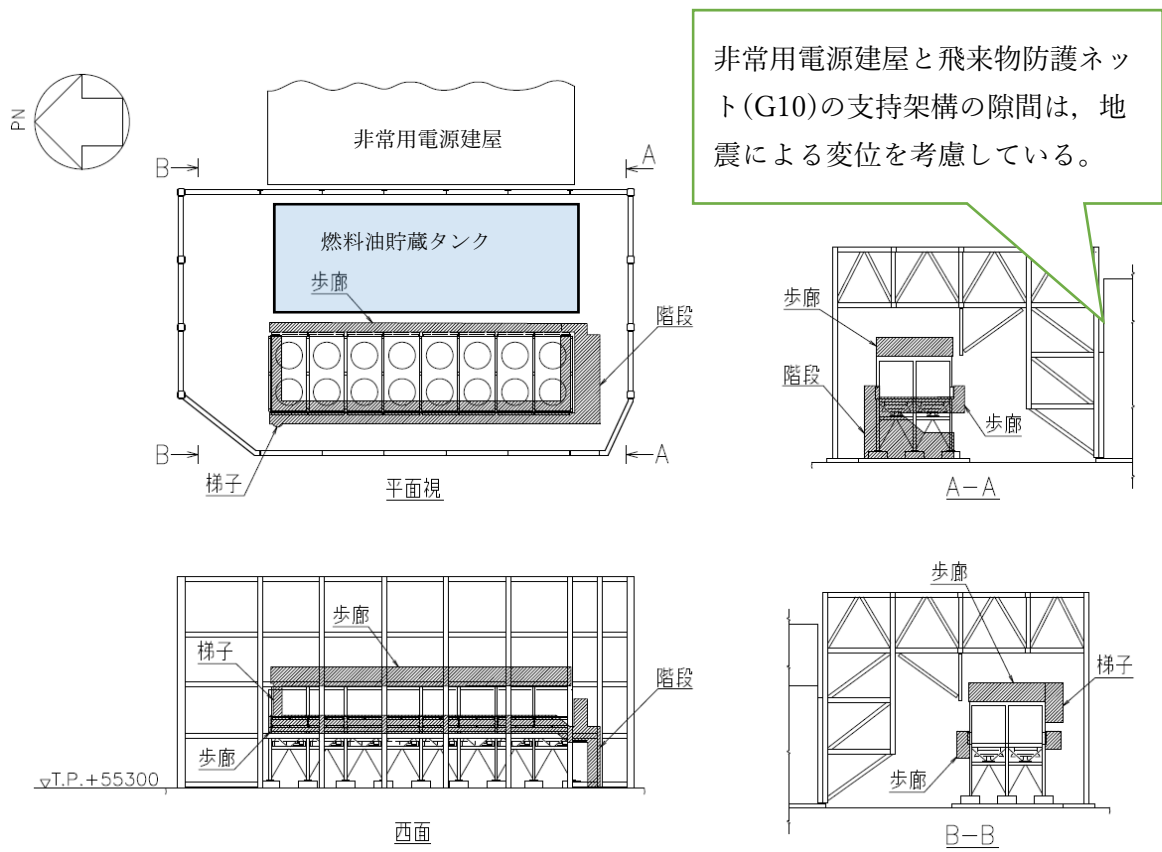 非常用電源建屋と飛来物防護ネッ
ト(G10)の支持架構の隙間は，地
震による変位を考慮している。
PN
非常用電源建屋
B
A
燃料油貯蔵タンク
歩廊
階段
B
A
梯子
平面視
歩廊
階段
歩廊
A-A
歩廊
梯子
階段
歩廊
▽T.P.+55300
西面
歩廊
梯子
歩廊
B-B